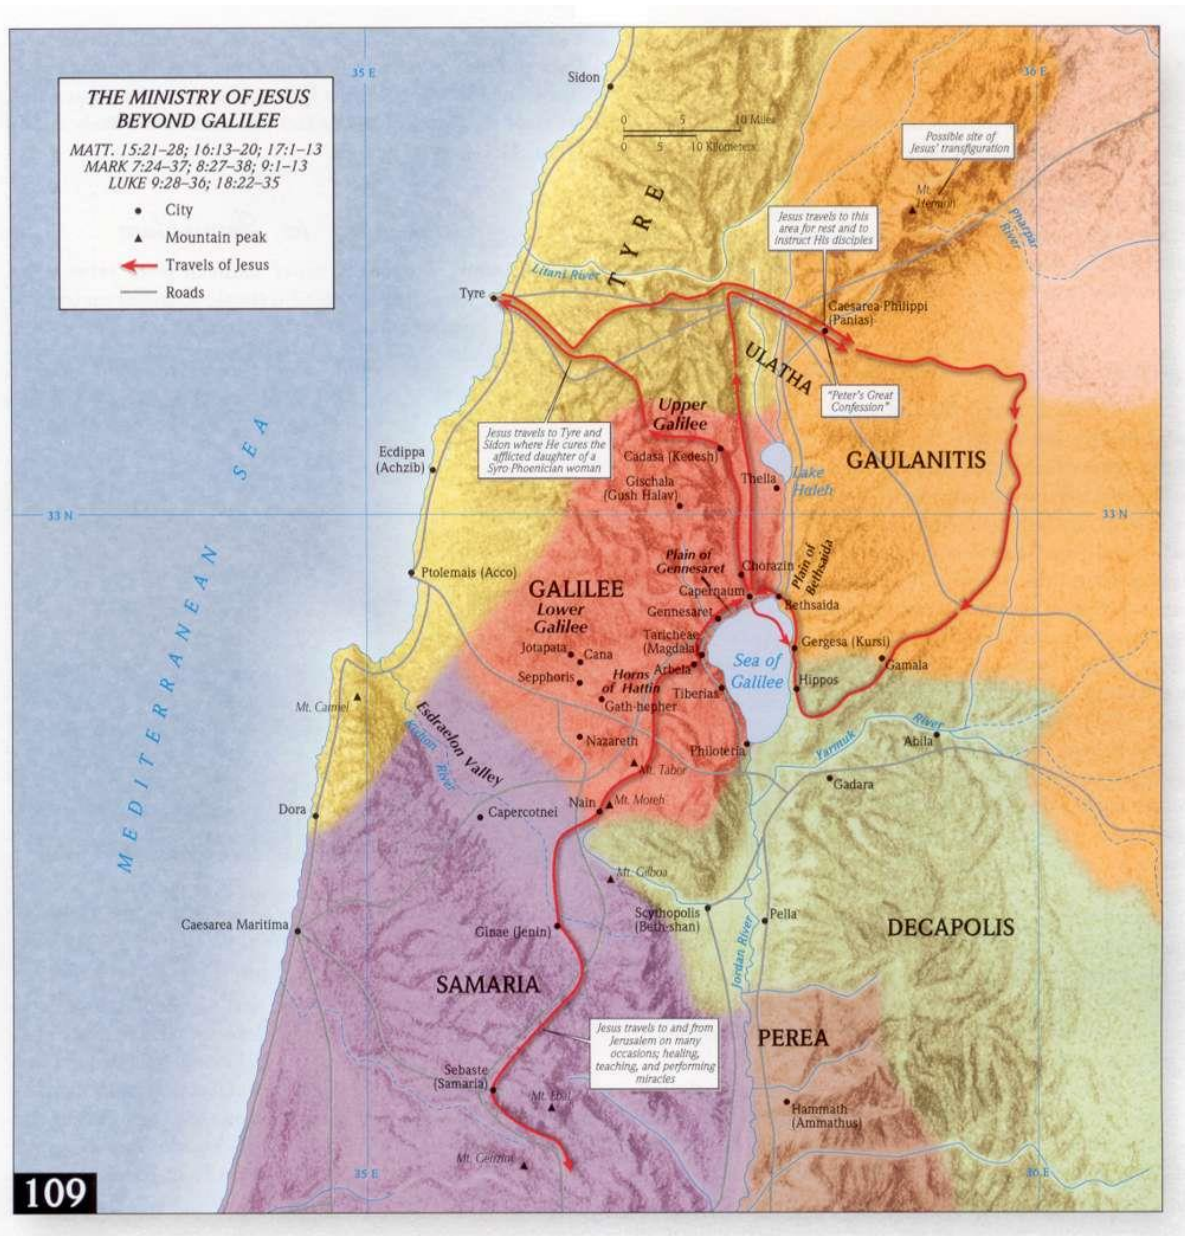 THE MINISTRY OF JESUS
BEYOND GALILEE
MATT. 15:21–28; 16:13–20; 17:1–13
MARK 7:24–37; 8:27–38; 9:1–13
LUKE 9:28–36; 18:22–35
City
Mountain peak
Travels of Jesus
Roads
35 E
36 E
Sidon
0 5 10 Miles
0 5 10 Kilometers
Possible site of
Jesus' transfiguration
Mt.
Hermon
Pharpar
River
Jesus travels to this
area for rest and to
instruct His disciples
TYRE
Litani River
Tyre
Caesarea Philippi
(Panias)
ULATHA
"Peter's Great
Confession"
Upper
Galilee
Jesus travels to Tyre and
Sidon where He cures the
afflicted daughter of a
Syro Phoenician woman
Ecdippa
(Achzib)
Cadasa (Kedesh)
GAULANITIS
Gischala
(Gush Halav)
Thella
Lake
Huleh
33 N
33 N
MEDITERRANEAN SEA
Ptolemais (Acco)
Plain of
Gennesaret
Chorazin
Plain of
Bethsaida
GALILEE
Lower
Galilee
Capernaum
Bethsaida
Gennesaret
Taricheae
(Magdala)
Gergesa (Kursi)
Jotapata
Cana
Arbela
Sea of
Galilee
Gamala
Sepphoris
Horns
of Hattin
Tiberias
Hippos
Gath-hepher
Mt. Carmel
Esdraelon Valley
Kishon
River
Nazareth
Philoteria
Yarmuk
River
Abila
Mt. Tabor
Gadara
Dora
Capercotnei
Nain
Mt. Moreh
Mt. Gilboa
Scythopolis
(Beth-shan)
Pella
Caesarea Maritima
Ginae (Jenin)
DECAPOLIS
Jordan River
SAMARIA
Jesus travels to and from
Jerusalem on many
occasions; healing,
teaching, and performing
miracles
PEREA
Sebaste
(Samaria)
Mt. Ebal
Hammath
(Ammathus)
Mt. Gerizim
35 E
36 E
109